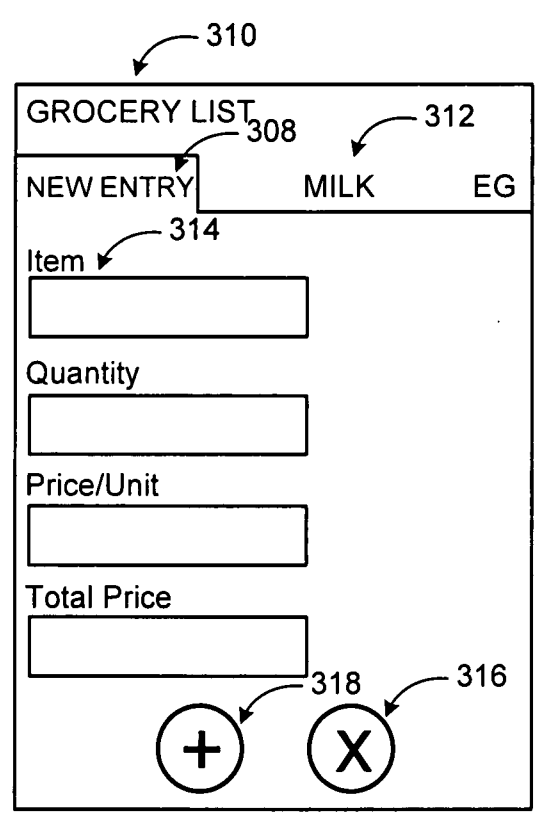 310
GROCERY LIST
308
312
NEW ENTRY MILK EG
314
Item
Quantity
Price/Unit
Total Price
318
316
+ X